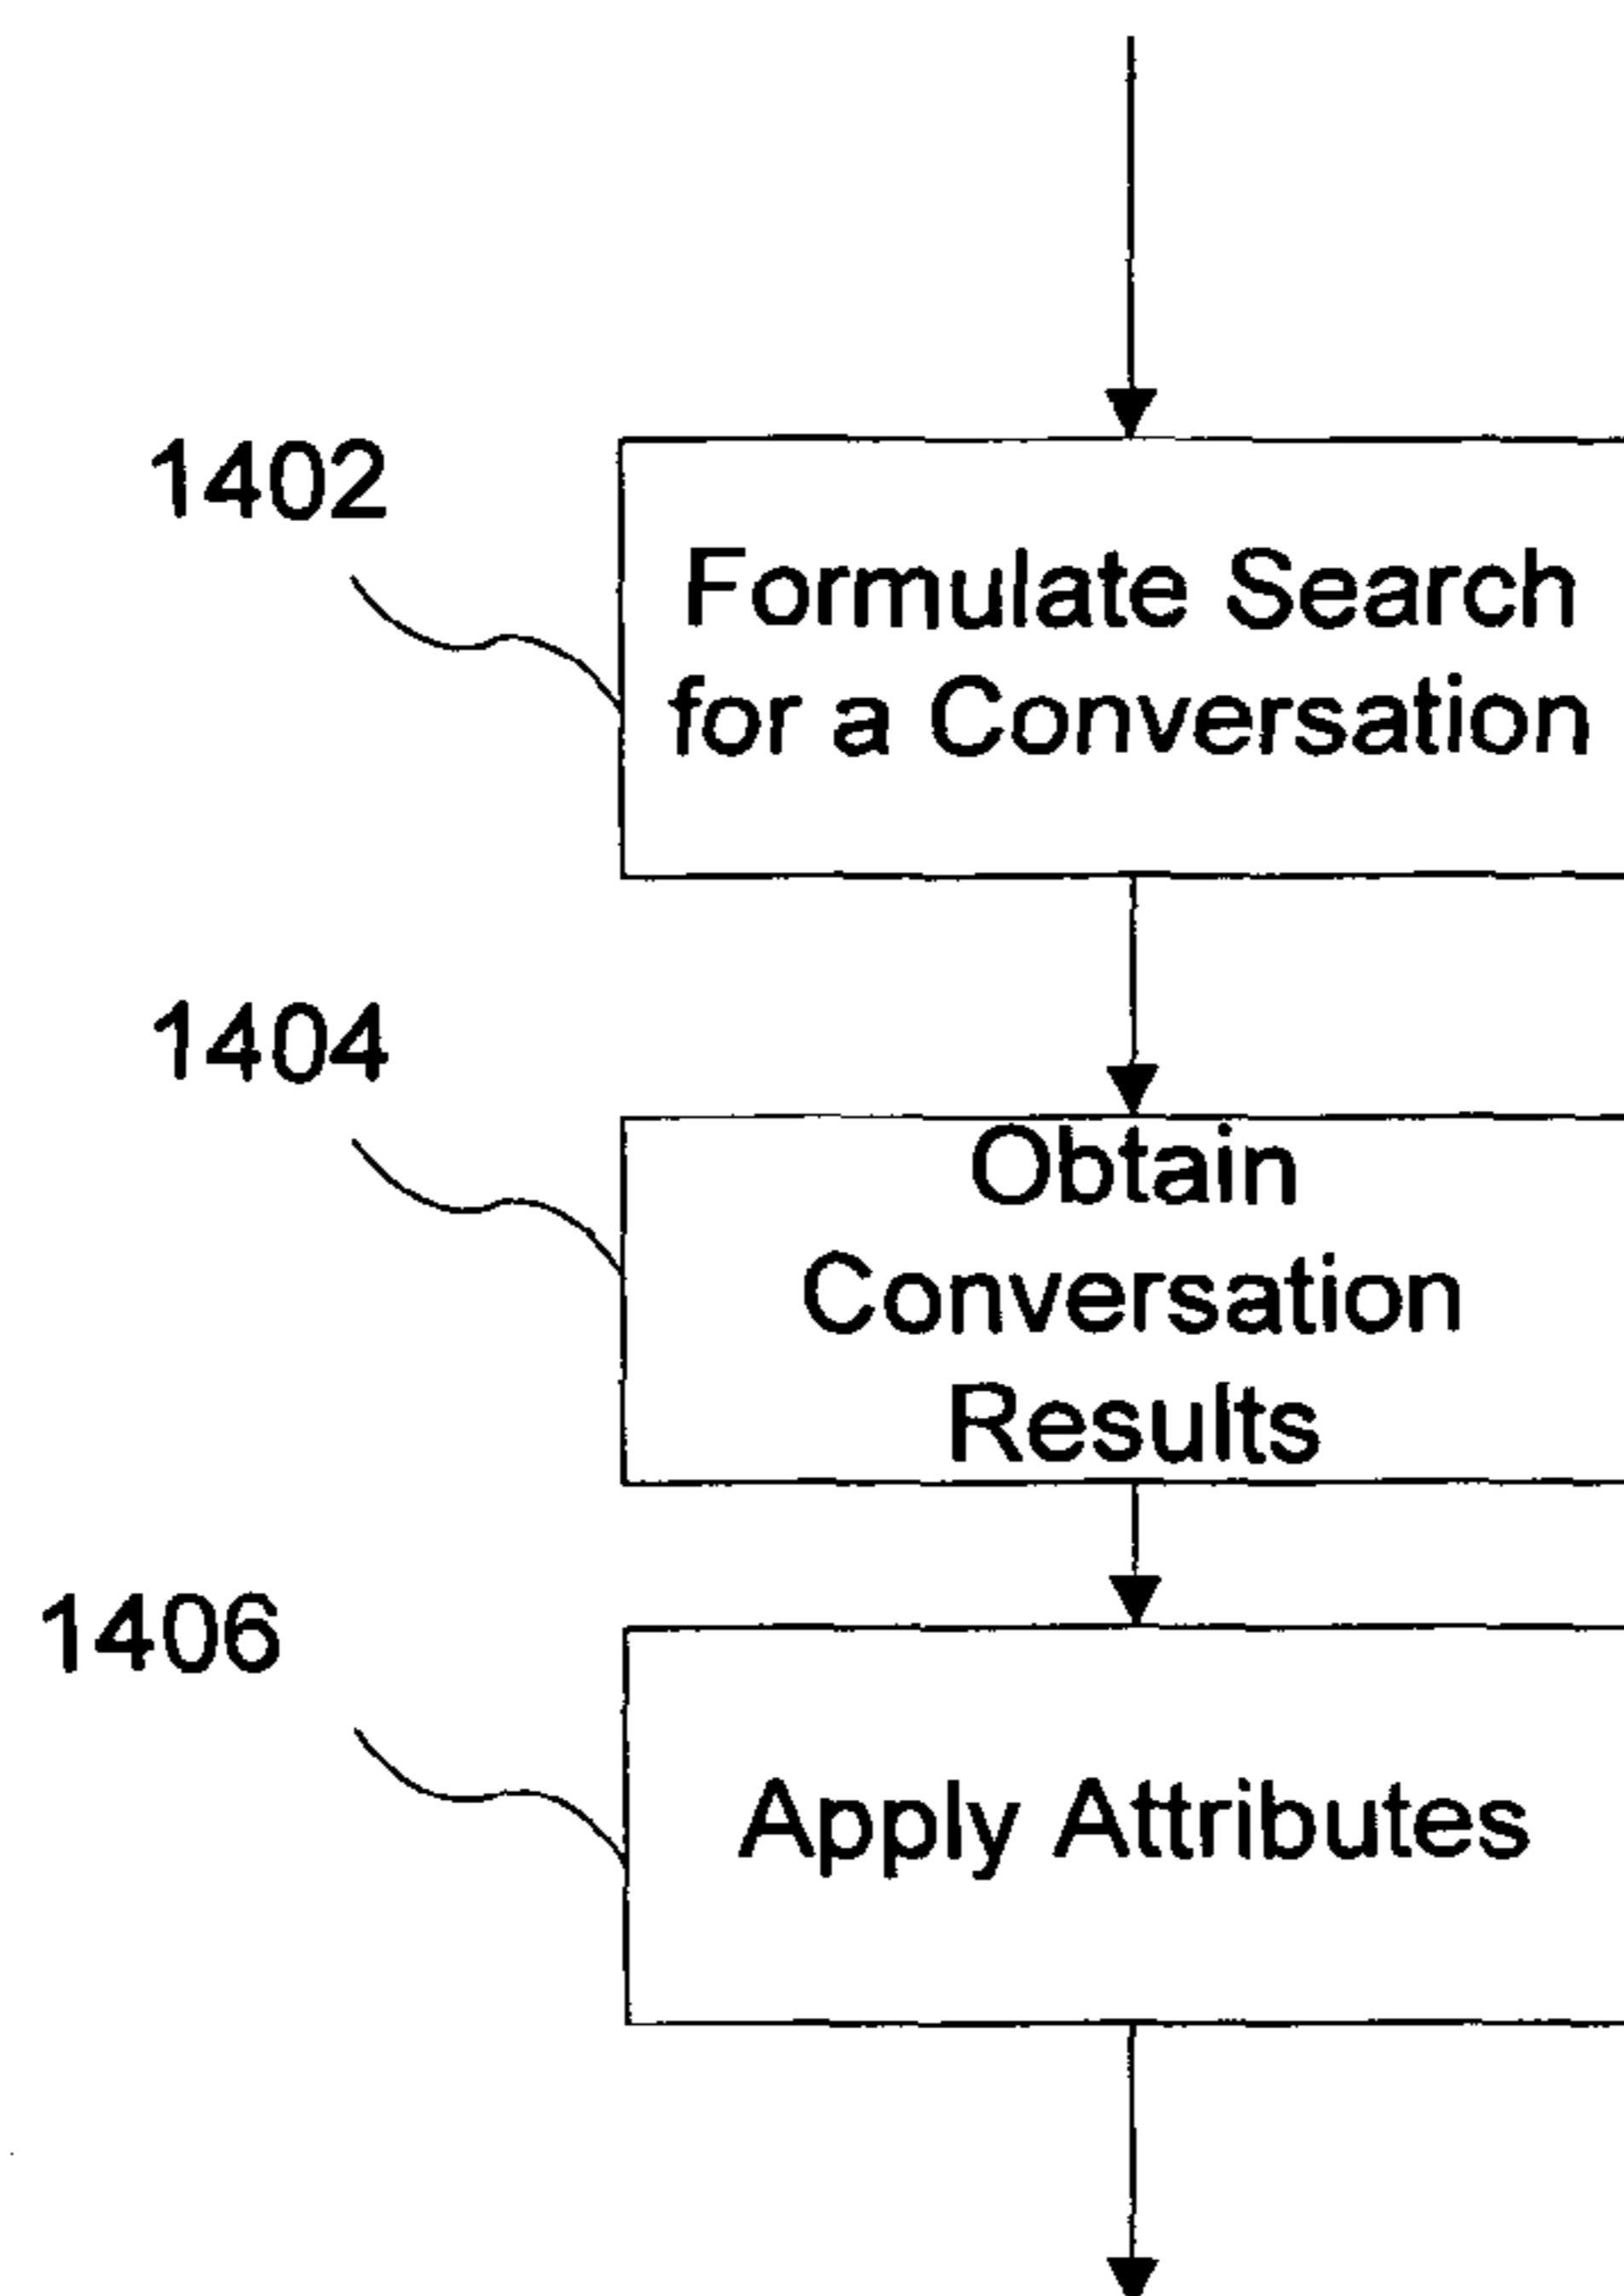 1402
Formulate Search
for a Conversation
1404
Obtain
Conversation
Results
1406
Apply Attributes